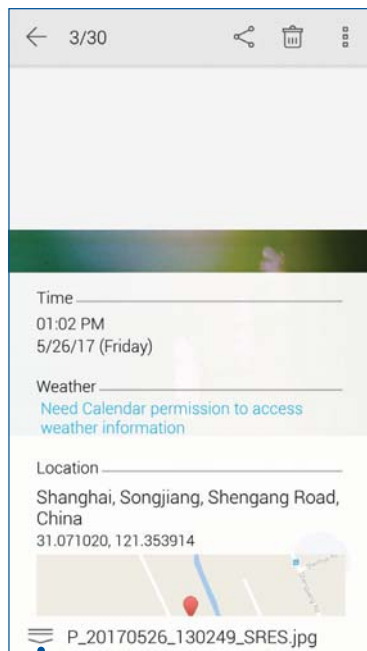 3/30
Time
01:02 PM
5/26/17 (Friday)
Weather
Need Calendar permission to access
weather information
Location
Shanghai, Songjiang, Shengang Road,
China
31.071020, 121.353914
P_20170526_130249_SRES.jpg